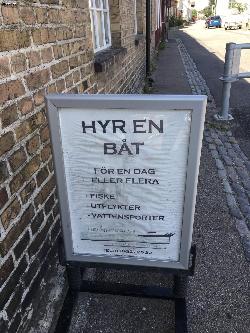 HYR EN
BÅT
FÖR EN DAG
ELLER FLERA
- FISKE
- UTFLYKTER
- VATTENSPORTER